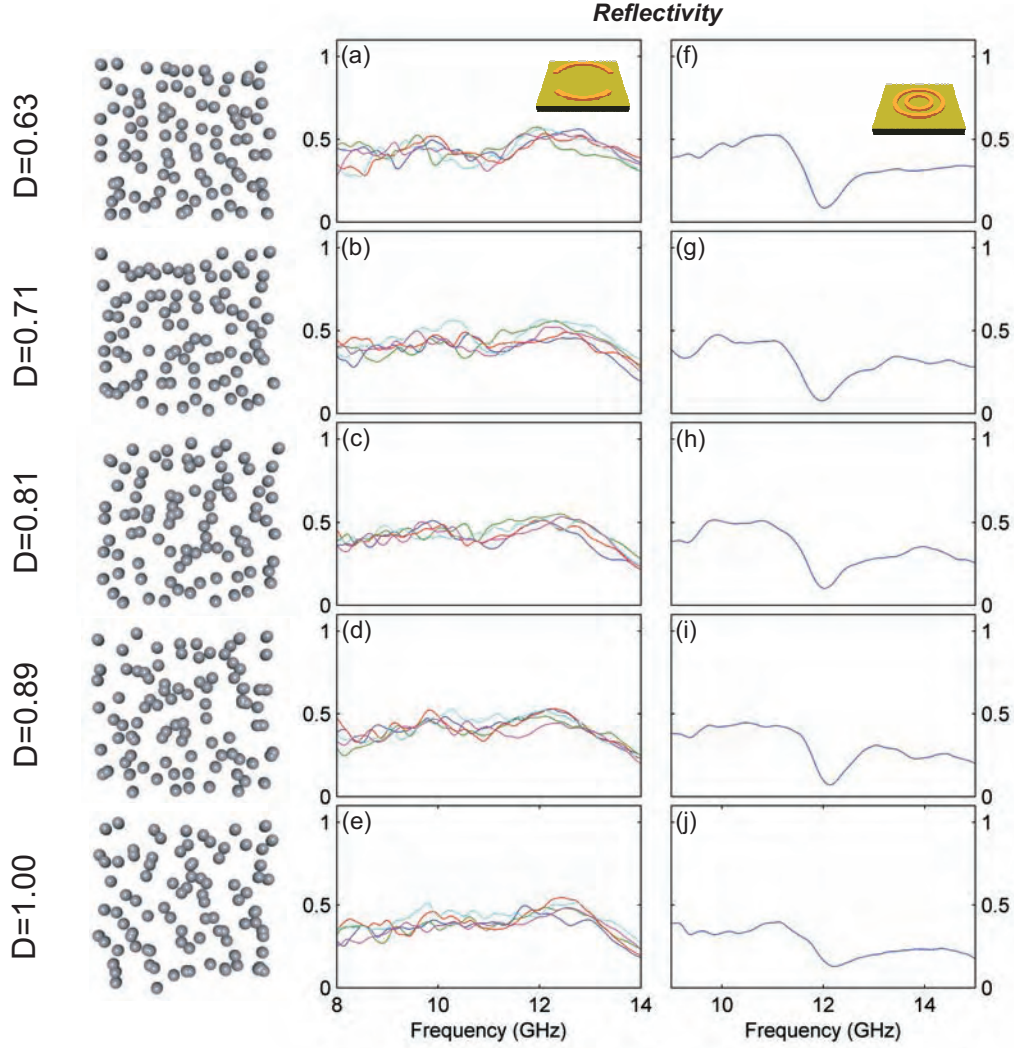 Reflectivity
D=0.63
(a)
(f)
1
0.5
0
1
0.5
0
D=0.71
(b)
(g)
1
0.5
0
1
0.5
0
D=0.81
(c)
(h)
1
0.5
0
1
0.5
0
D=0.89
(d)
(i)
1
0.5
0
1
0.5
0
D=1.00
(e)
(j)
1
0.5
0
1
0.5
0
8 10 12 14
10 12 14
Frequency (GHz)
Frequency (GHz)